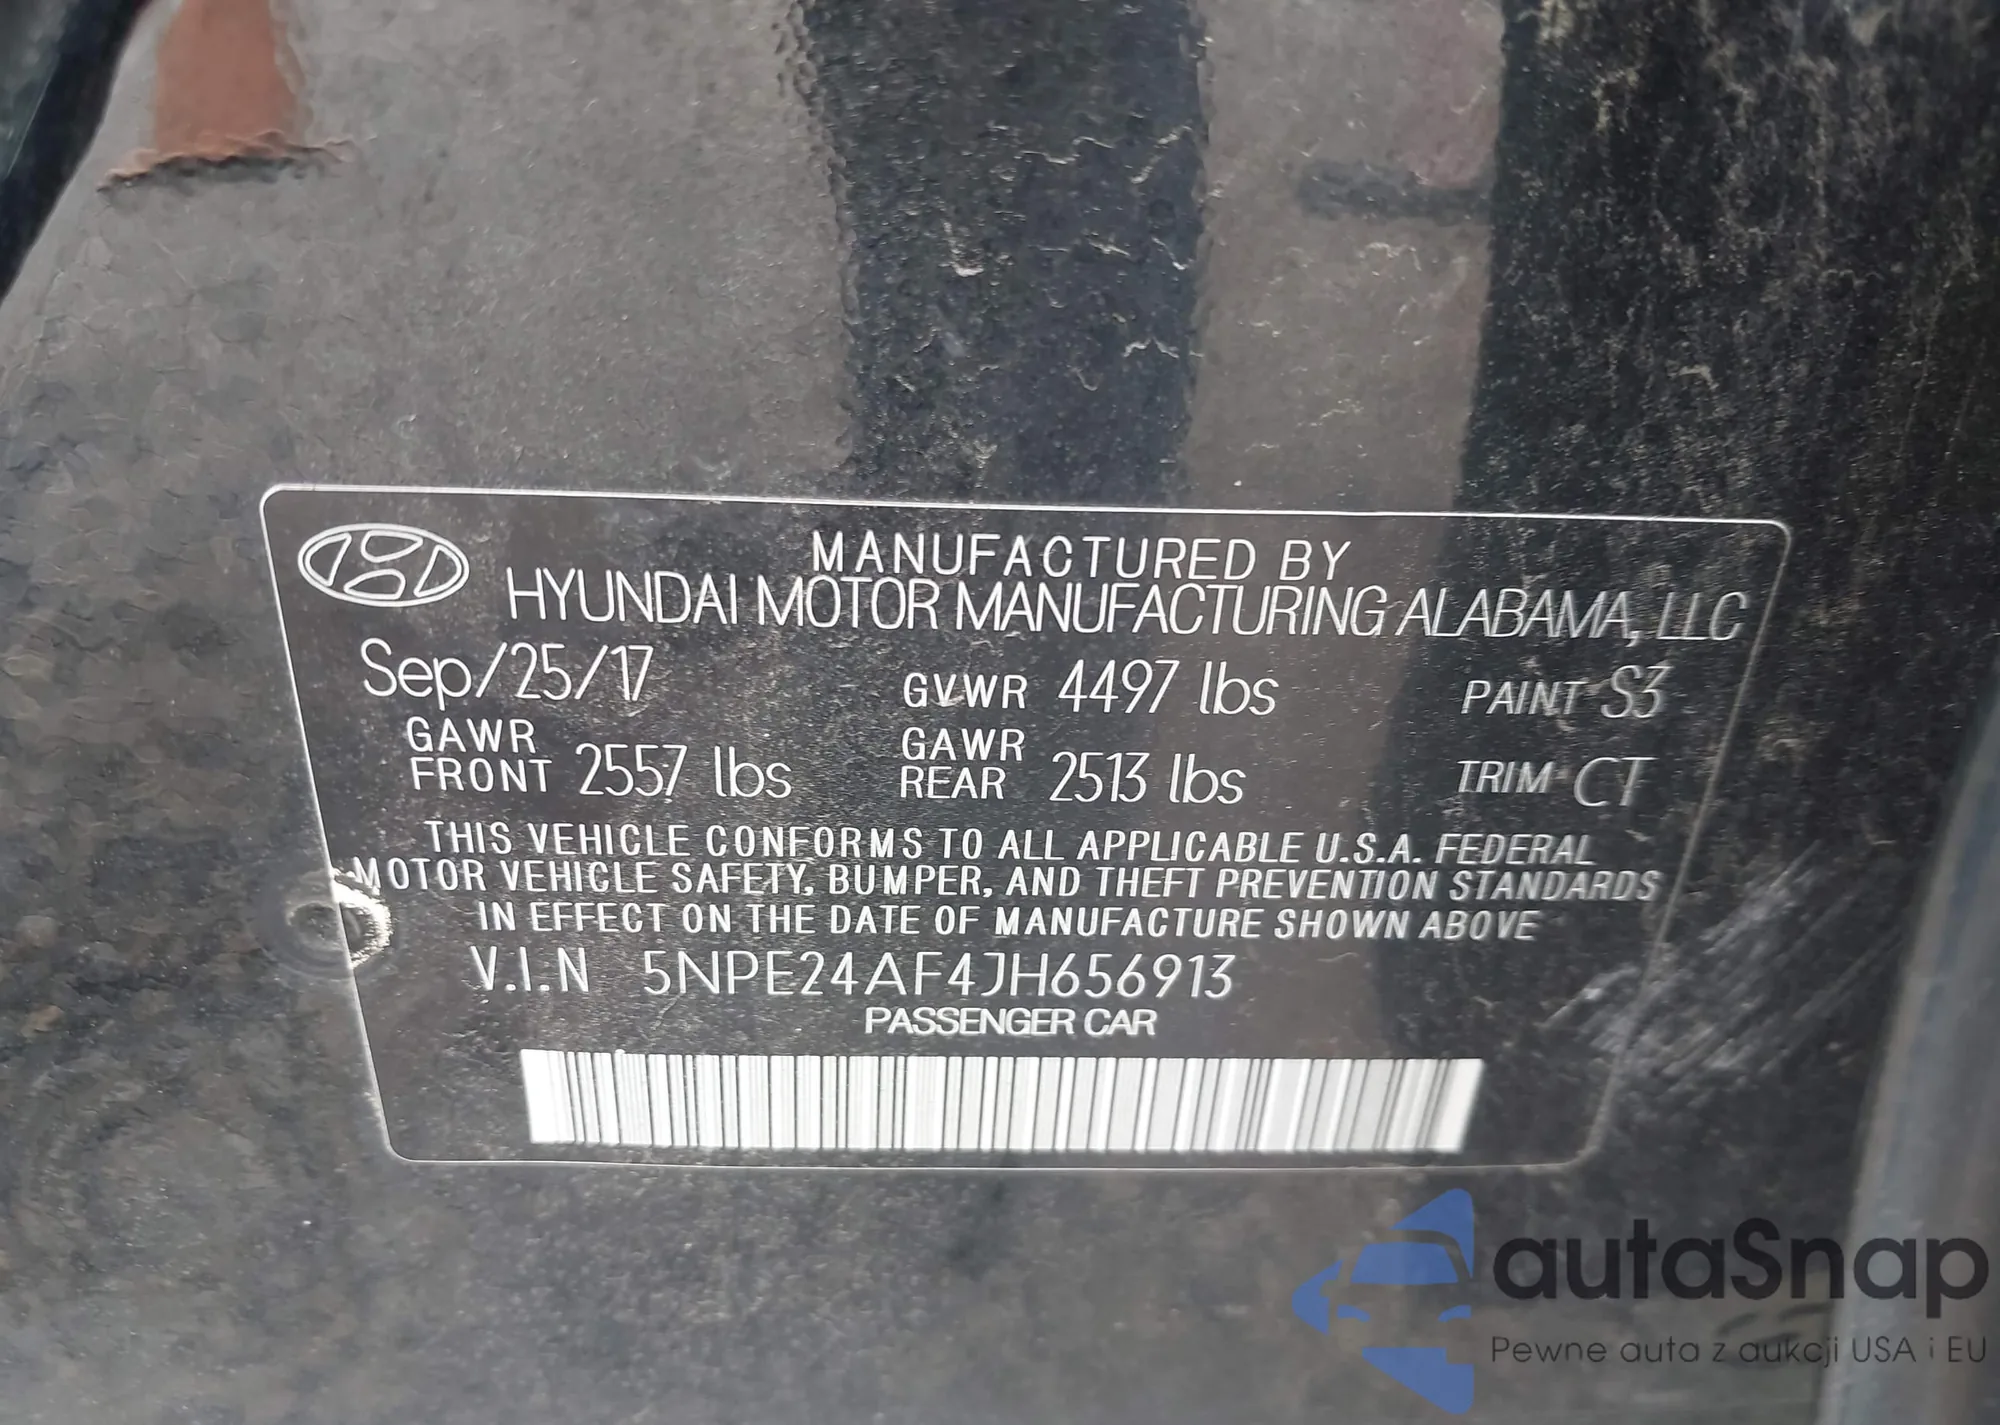 MANUFACTURED BY
HYUNDAI MOTOR MANUFACTURING ALABAMA, LLC
Sep/25/17 GVWR 4497 lbs PAINT S3
GAWR FRONT 2557 lbs GAWR REAR 2513 lbs TRIM CT
THIS VEHICLE CONFORMS TO ALL APPLICABLE U.S.A. FEDERAL
MOTOR VEHICLE SAFETY, BUMPER, AND THEFT PREVENTION STANDARDS
IN EFFECT ON THE DATE OF MANUFACTURE SHOWN ABOVE
V.I.N 5NPE24AF4JH656913
PASSENGER CAR
autaSnap
Pewne auta z aukcji USA i EU